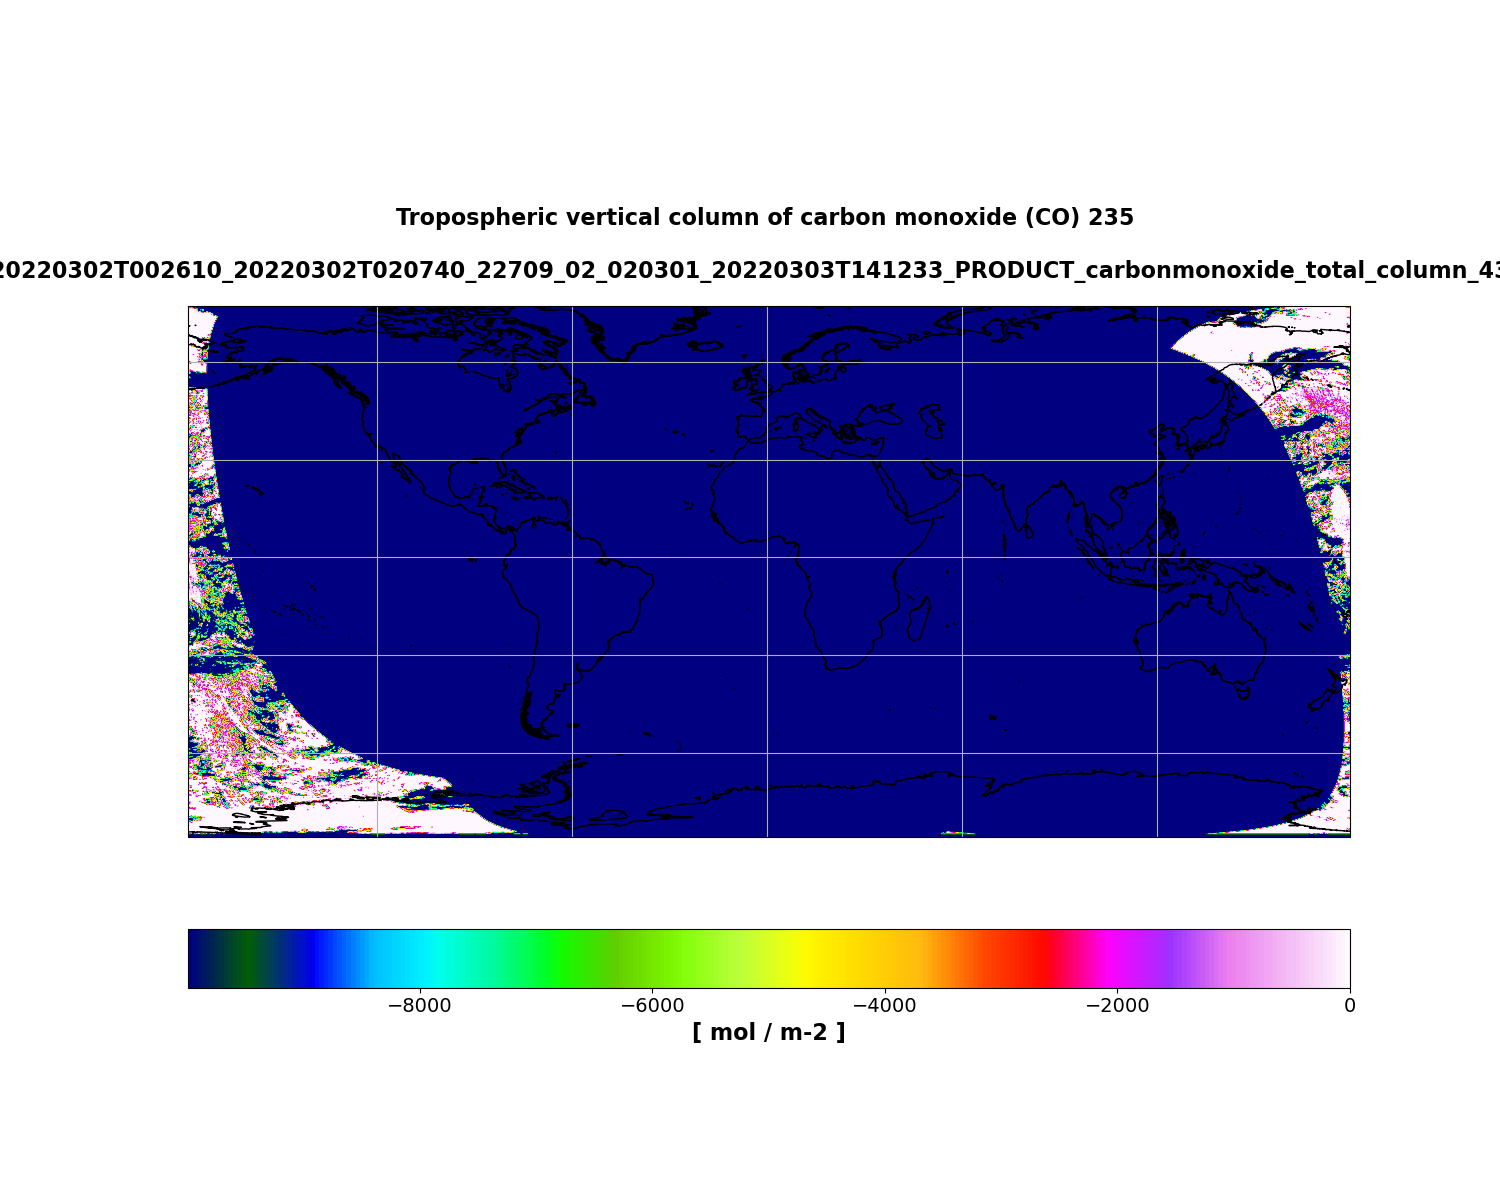 Tropospheric vertical column of carbon monoxide (CO) 235
20220302T002610_20220302T020740_22709_02_020301_20220303T141233_PRODUCT_carbonmonoxide_total_column_43
−8000 −6000 −4000 −2000 0
[ mol / m-2 ]